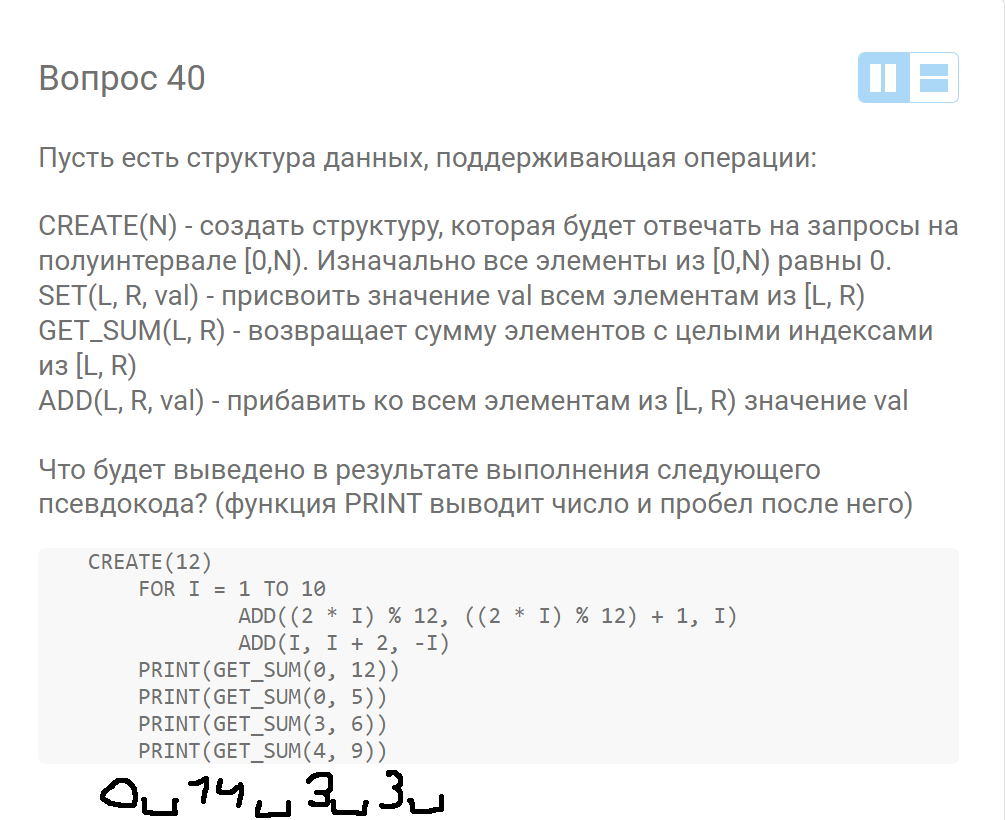 Вопрос 40
Пусть есть структура данных, поддерживающая операции:
CREATE(N) - создать структуру, которая будет отвечать на запросы на
полуинтервале [0,N). Изначально все элементы из [0,N) равны 0.
SET(L, R, val) - присвоить значение val всем элементам из [L, R)
GET_SUM(L, R) - возвращает сумму элементов с целыми индексами
из [L, R)
ADD(L, R, val) - прибавить ко всем элементам из [L, R) значение val
Что будет выведено в результате выполнения следующего
псевдокода? (функция PRINT выводит число и пробел после него)
CREATE(12)
FOR I = 1 TO 10
ADD((2 * I) % 12, ((2 * I) % 12) + 1, I)
ADD(I, I + 2, -I)
PRINT(GET_SUM(0, 12))
PRINT(GET_SUM(0, 5))
PRINT(GET_SUM(3, 6))
PRINT(GET_SUM(4, 9))
0␣14␣3␣3␣